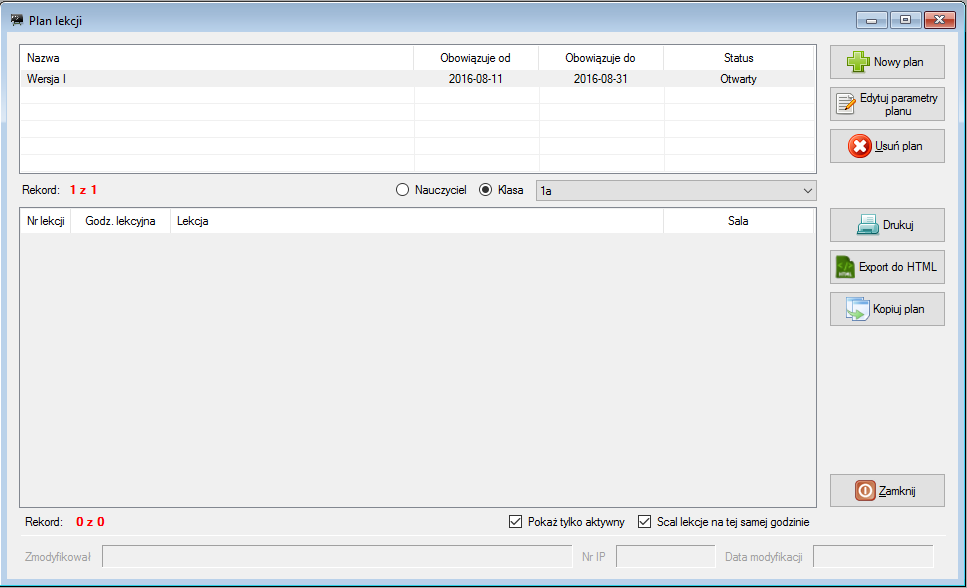 Plan lekcji
Nazwa Obowiązuje od Obowiązuje do Status
Wersja I 2016-08-11 2016-08-31 Otwarty
Nowy plan
Edytuj parametry
planu
Usuń plan
Rekord: 1 z 1 Nauczyciel Klasa 1a
Nr lekcji Godz. lekcyjna Lekcja Sala
Drukuj
Export do HTML
Kopiuj plan
Zamknij
Rekord: 0 z 0 Pokaż tylko aktywny Scal lekcje na tej samej godzinie
Zmodyfikował Nr IP Data modyfikacji